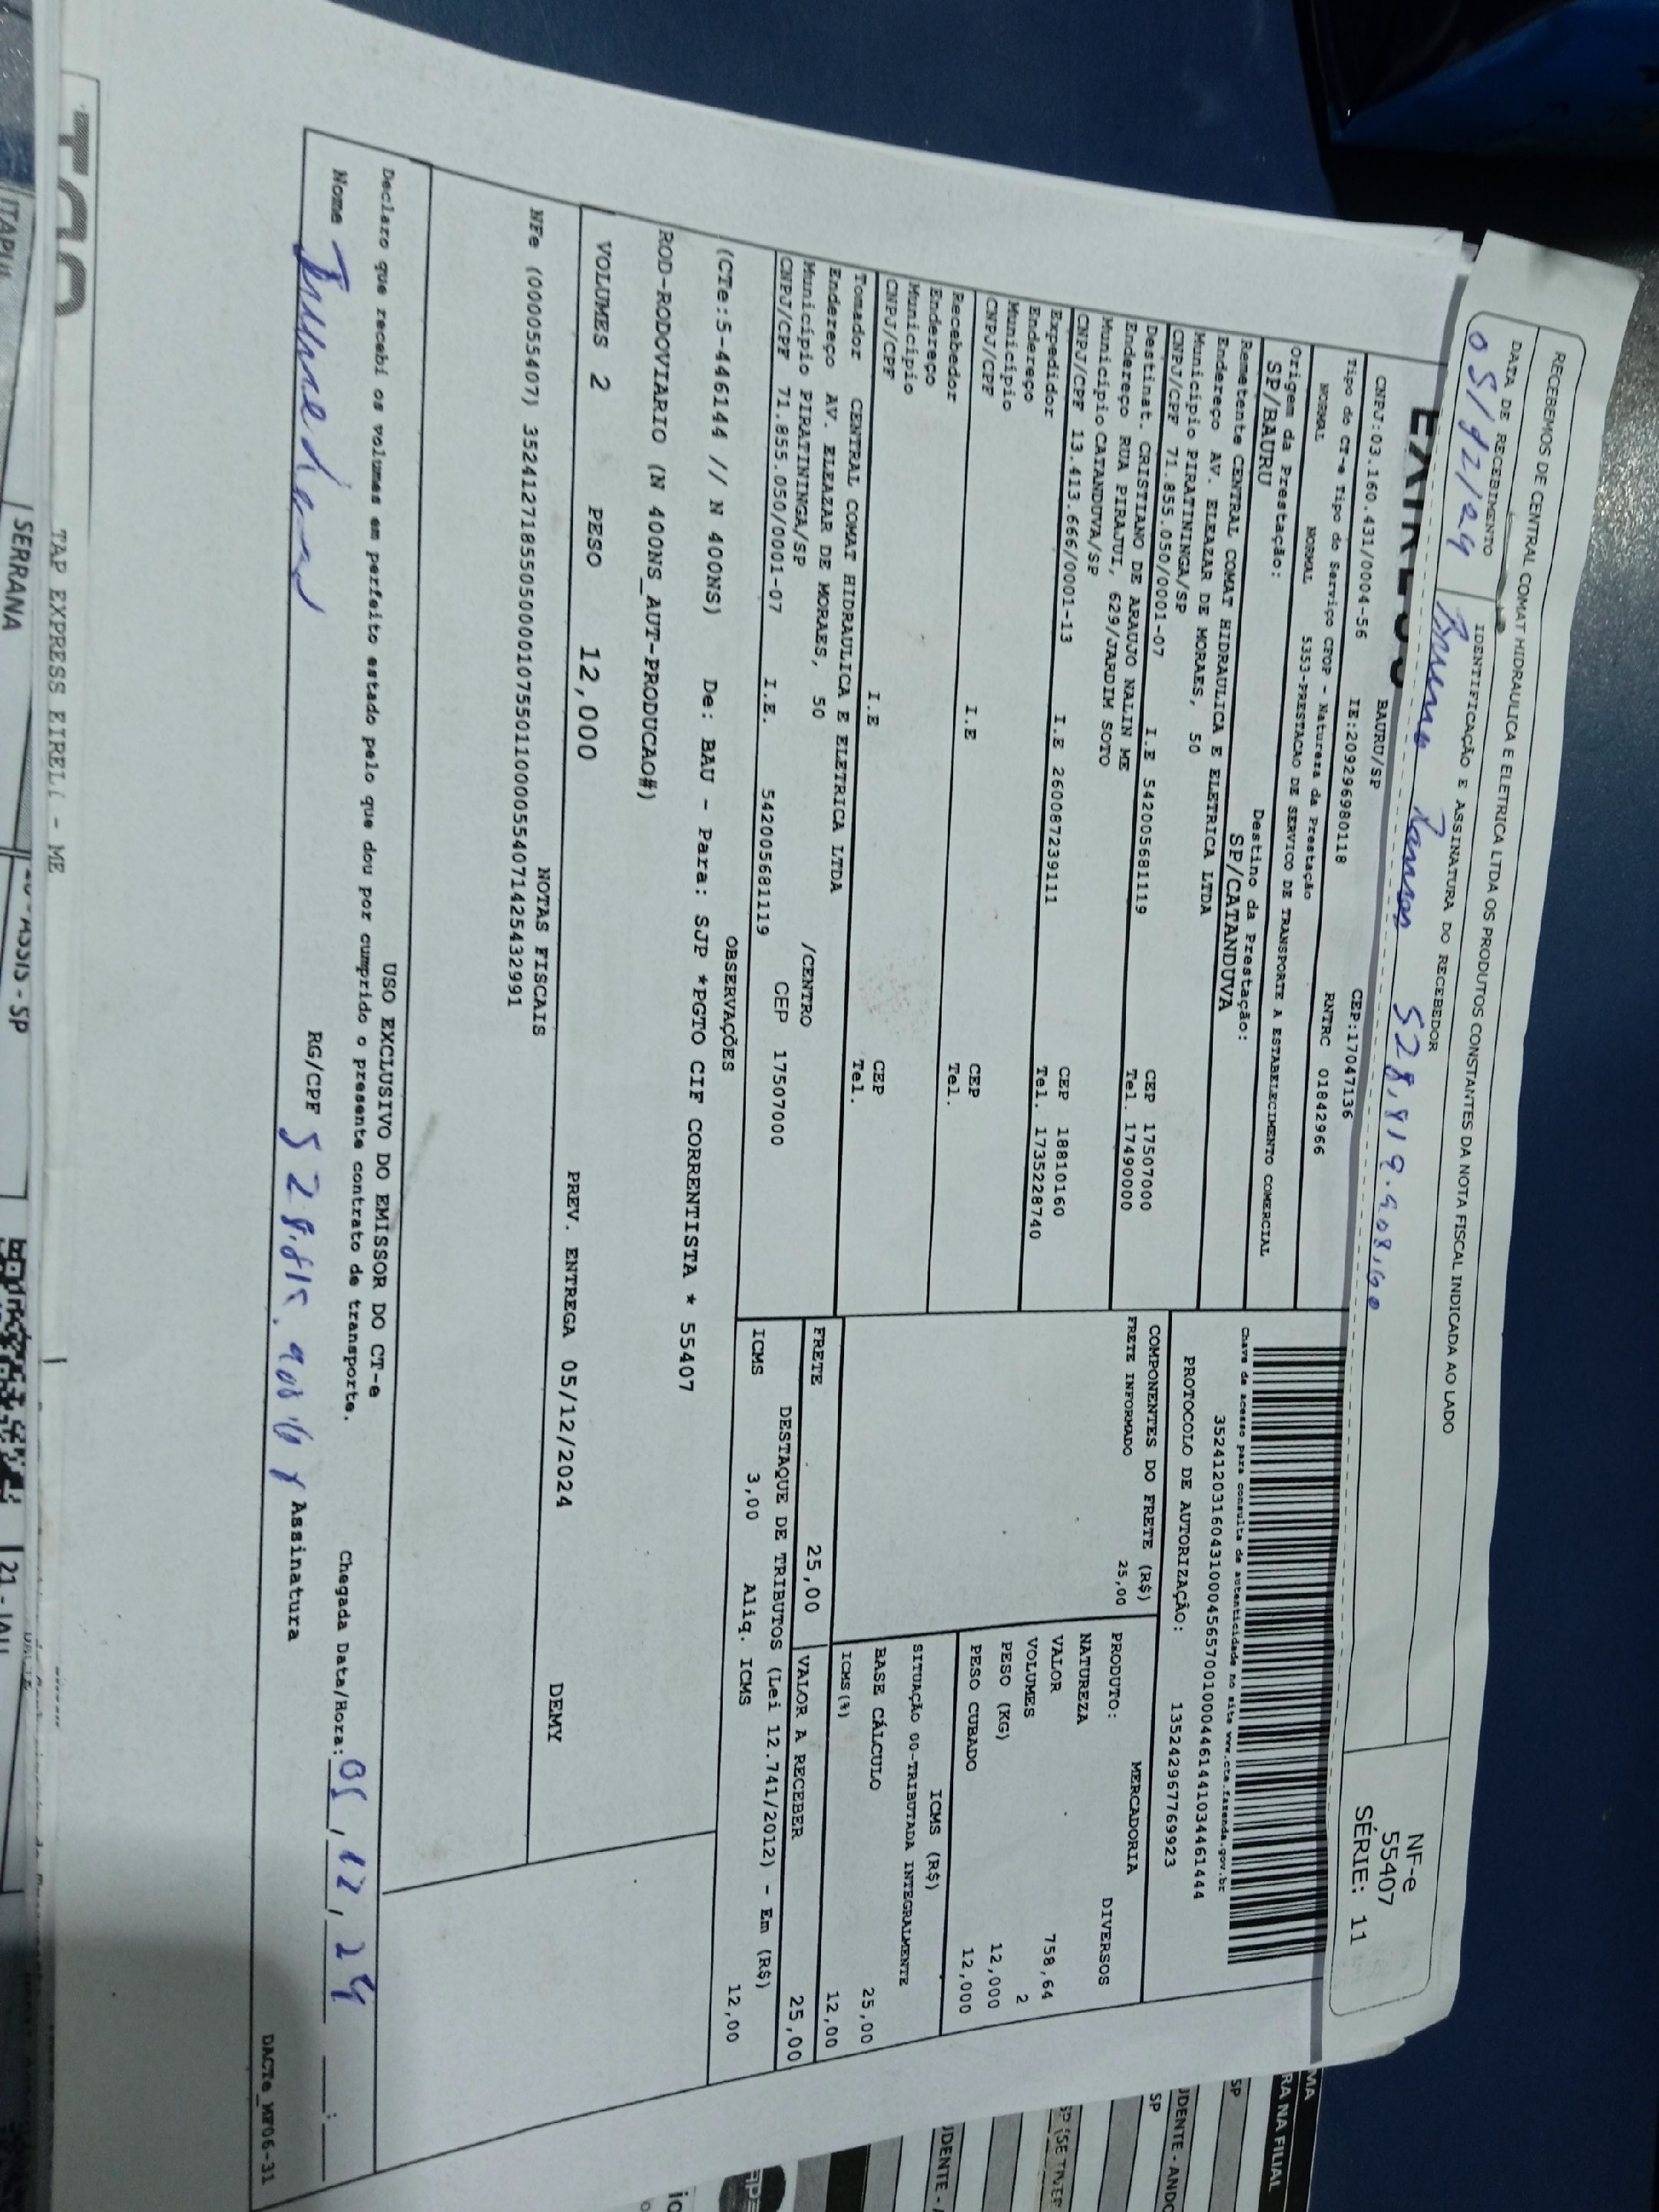 RECEBEMOS DE CENTRAL COMAT HIDRAULICA E ELETRICA LTDA OS PRODUTOS CONSTANTES DA NOTA FISCAL INDICADA AO LADO
DATA DE RECEBIMENTO
IDENTIFICAÇÃO E ASSINATURA DO RECEBEDOR
05/12/24
NF-e
55407
SÉRIE: 11
CNPJ:03.160.431/0004-56 BAURU/SP
IE:209296980118 CEP:17047136
Tipo do CT-e Tipo do Serviço CFOP - Natureza da Prestação RNTRC 01842966
NORMAL NORMAL 5353-PRESTACAO DE SERVICO DE TRANSPORTE A ESTABELECIMENTO COMERCIAL
Origem da Prestação: Destino da Prestação:
SP/BAURU SP/CATANDUVA
Remetente CENTRAL COMAT HIDRAULICA E ELETRICA LTDA
Endereço AV. ELEAZAR DE MORAES, 50
Município PIRATININGA/SP CEP 17507000
CNPJ/CPF 71.855.050/0001-07 I.E 542005681119 Tel. 17490000
Destinat. CRISTIANO DE ARAUJO NALIN ME
Endereço RUA PIRAJUI, 629/JARDIM SOTO
Município CATANDUVA/SP CEP 18810160
CNPJ/CPF 13.413.666/0001-13 I.E 260087239111 Tel. 1735228740
Expedidor
Endereço
Município CEP
CNPJ/CPF I.E Tel.
Recebedor
Endereço
Município CEP
CNPJ/CPF I.E Tel.
Tomador CENTRAL COMAT HIDRAULICA E ELETRICA LTDA
Endereço AV. ELEAZAR DE MORAES, 50 /CENTRO
Município PIRATININGA/SP
CNPJ/CPF 71.855.050/0001-07 I.E. 542005681119 CEP 17507000
Chave de acesso para consulta de autenticidade no site www.cte.fazenda.gov.br
35241203160431000456570010004461441034461444
PROTOCOLO DE AUTORIZAÇÃO: 135242967769923
COMPONENTES DO FRETE (R$)
FRETE INFORMADO 25,00
PRODUTO: MERCADORIA
NATUREZA DIVERSOS
VALOR 758,64
VOLUMES 2
PESO (KG) 12,000
PESO CUBADO 12,000
ICMS (R$)
SITUAÇÃO 00-TRIBUTADA INTEGRALMENTE
BASE CÁLCULO 25,00
ICMS(%) 12,00
FRETE 25,00 VALOR A RECEBER 25,00
DESTAQUE DE TRIBUTOS (Lei 12.741/2012) - Em (R$)
ICMS 3,00 Aliq. ICMS 12,00
OBSERVAÇÕES
(CTe:5-446144 // N 400NS) De: BAU - Para: SJP *PGTO CIF CORRENTISTA * 55407
ROD-RODOVIARIO (N 400NS_AUT-PRODUCAO#)
VOLUMES 2 PESO 12,000 PREV. ENTREGA 05/12/2024 DEMY
NOTAS FISCAIS
NFe (000055407) 35241271855050000107550110000554071425432991
USO EXCLUSIVO DO EMISSOR DO CT-e
Declaro que recebi os volumes em perfeito estado pelo que dou por cumprido o presente contrato de transporte.
Nome RG/CPF Assinatura Chegada Data/Hora: 05,12,24
DACTe_MP06-31
TAP EXPRESS EIRELI - ME
SERRANA